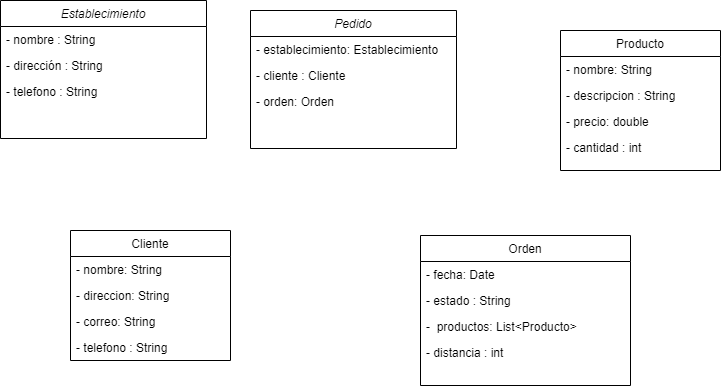 Establecimiento
- nombre : String
- dirección : String
- telefono : String
Pedido
- establecimiento: Establecimiento
- cliente : Cliente
- orden: Orden
Producto
- nombre: String
- descripcion : String
- precio: double
- cantidad : int
Cliente
- nombre: String
- direccion: String
- correo: String
- telefono : String
Orden
- fecha: Date
- estado : String
-  productos: List<Producto>
- distancia : int